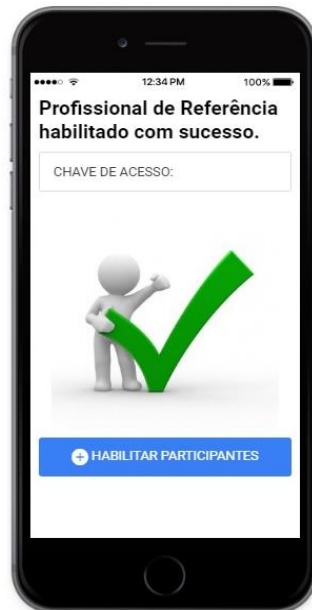 12:34 PM 100%
Profissional de Referência
habilitado com sucesso.
CHAVE DE ACESSO:
HABILITAR PARTICIPANTES